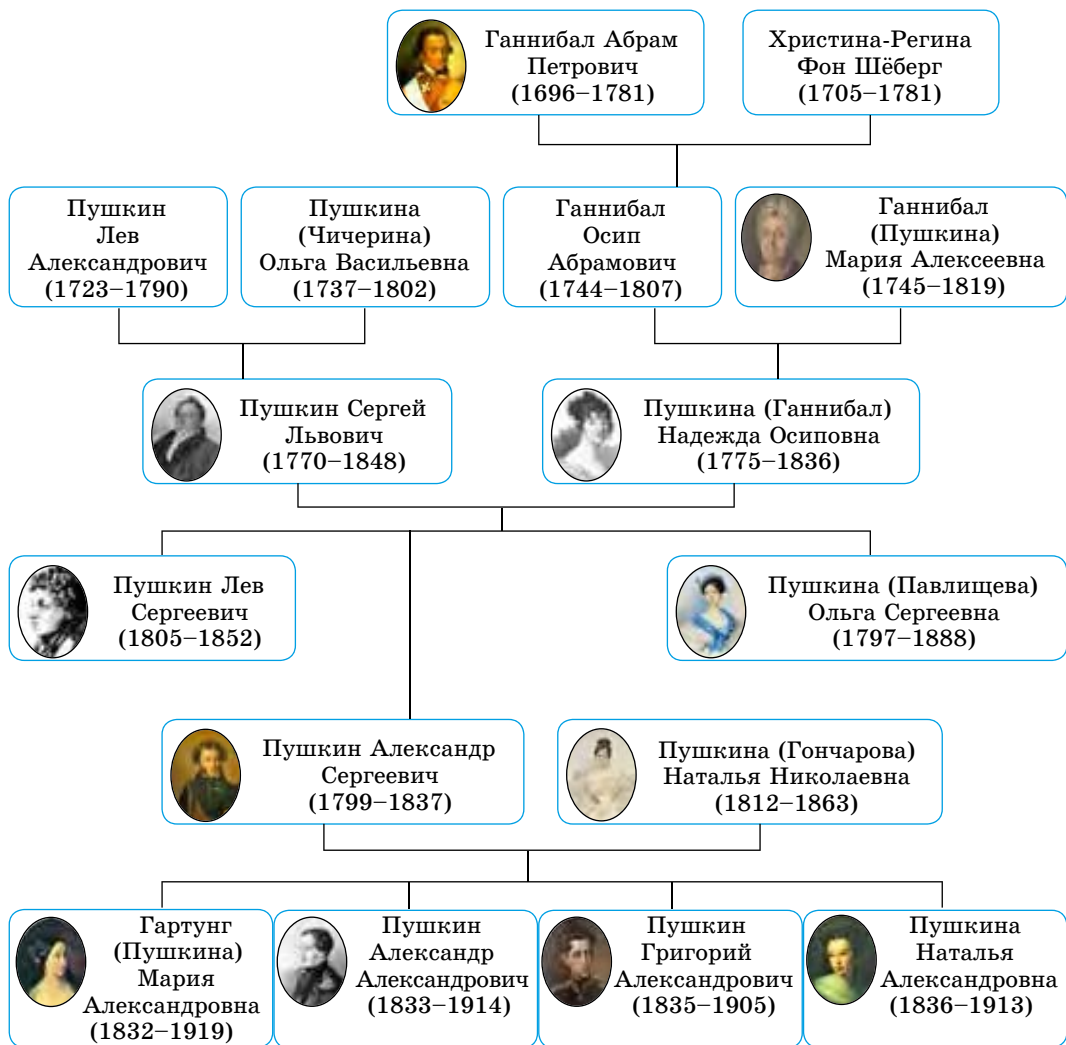 Ганнибал Абрам
Петрович
(1696–1781)
Христина-Регина
Фон Шёберг
(1705–1781)
Пушкин
Лев
Александрович
(1723–1790)
Пушкина
(Чичерина)
Ольга Васильевна
(1737–1802)
Ганнибал
Осип
Абрамович
(1744–1807)
Ганнибал
(Пушкина)
Мария Алексеевна
(1745–1819)
Пушкин Сергей
Львович
(1770–1848)
Пушкина (Ганнибал)
Надежда Осиповна
(1775–1836)
Пушкин Лев
Сергеевич
(1805–1852)
Пушкина (Павлищева)
Ольга Сергеевна
(1797–1888)
Пушкин Александр
Сергеевич
(1799–1837)
Пушкина (Гончарова)
Наталья Николаевна
(1812–1863)
Гартунг
(Пушкина)
Мария
Александровна
(1832–1919)
Пушкин
Александр
Александрович
(1833–1914)
Пушкин
Григорий
Александрович
(1835–1905)
Пушкина
Наталья
Александровна
(1836–1913)